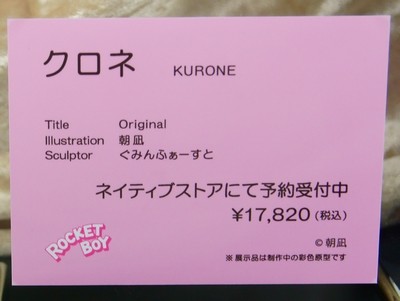 クロネ KURONE
Title Original
Illustration 朝凪
Sculptor ぐみんふぁーすと
ネイティブストアにて予約受付中
¥17,820(税込)
ROCKET BOY
©朝凪
※展示品は制作中の彩色原型です